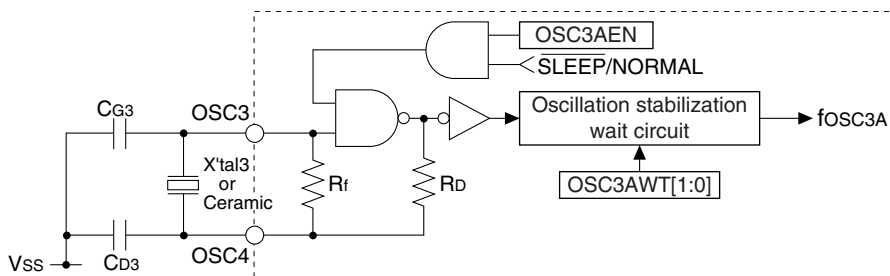 OSC3AEN
SLEEP/NORMAL
CG3
OSC3
Oscillation stabilization
wait circuit
fOSC3A
X'tal3
or
Ceramic
Rf
RD
OSC3AWT[1:0]
OSC4
VSS
CD3